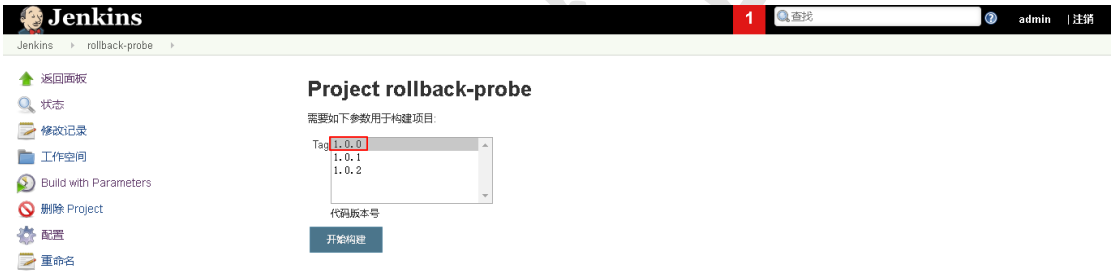 Jenkins
1 查找 admin | 注销
Jenkins rollback-probe
返回面板
状态
修改记录
工作空间
Build with Parameters
删除 Project
配置
重命名
Project rollback-probe
需要如下参数用于构建项目:
Tag 1.0.0
1.0.1
1.0.2
代码版本号
开始构建